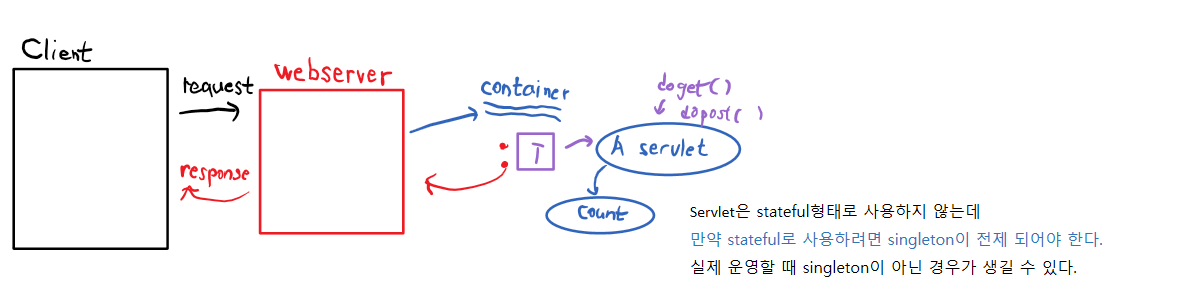 Client
request
response
webserver
container
T
doget()
dopost( )
A servlet
Count
Servlet은 stateful형태로 사용하지 않는데
만약 stateful로 사용하려면 singleton이 전제 되어야 한다.
실제 운영할 때 singleton이 아닌 경우가 생길 수 있다.